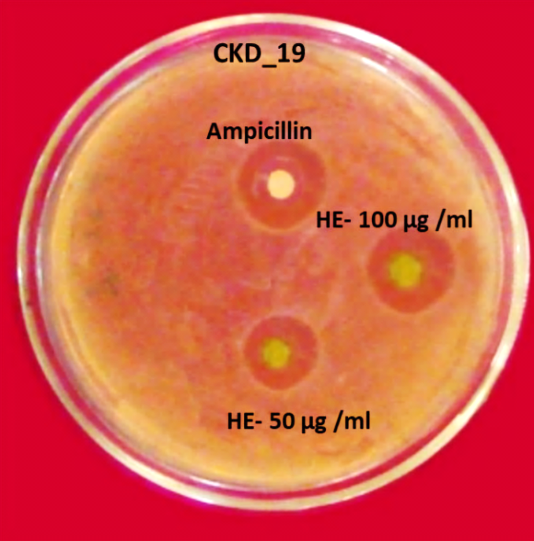 CKD_19
Ampicillin
HE- 100 µg /ml
HE- 50 µg /ml